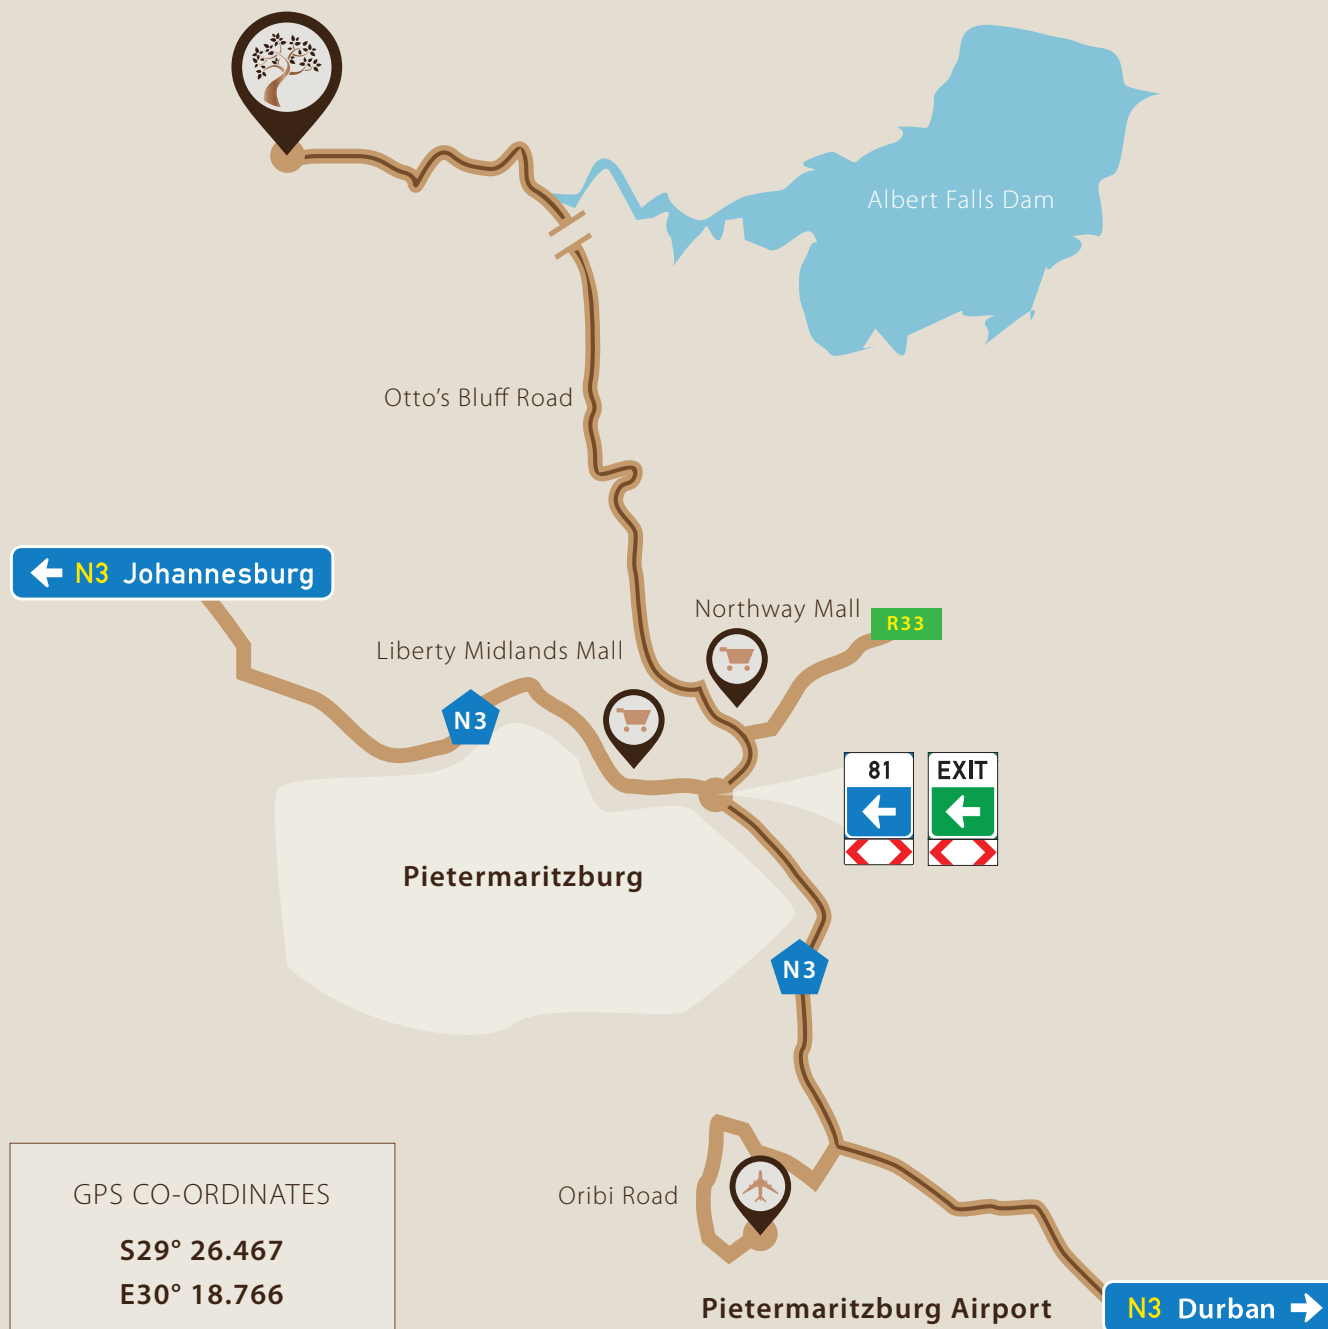 Albert Falls Dam
Otto's Bluff Road
N3 Johannesburg
Northway Mall
R33
Liberty Midlands Mall
N3
81
EXIT
Pietermaritzburg
N3
GPS CO-ORDINATES
S29° 26.467
E30° 18.766
Oribi Road
Pietermaritzburg Airport
N3 Durban